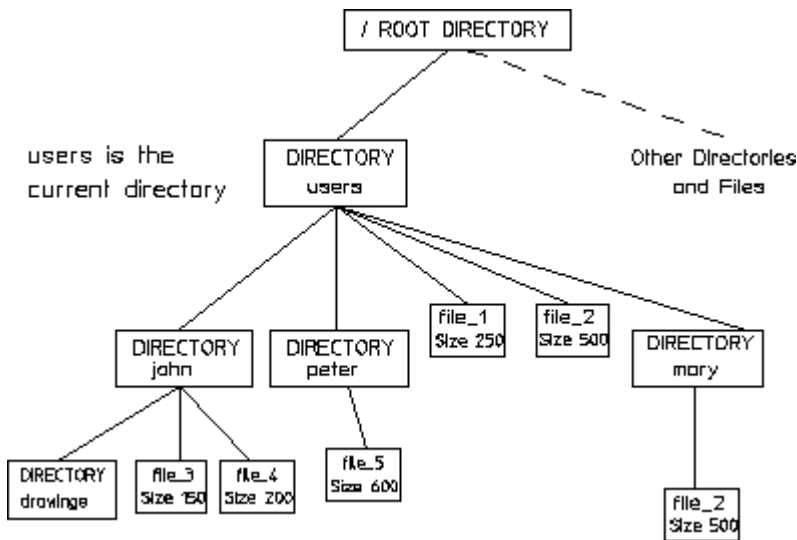 / ROOT DIRECTORY
users is the
current directory
DIRECTORY
users
Other Directories
and Files
DIRECTORY
john
DIRECTORY
peter
file_1
Size 250
file_2
Size 500
DIRECTORY
mary
DIRECTORY
drawings
file_3
Size 150
file_4
Size 200
file_5
Size 600
file_2
Size 500